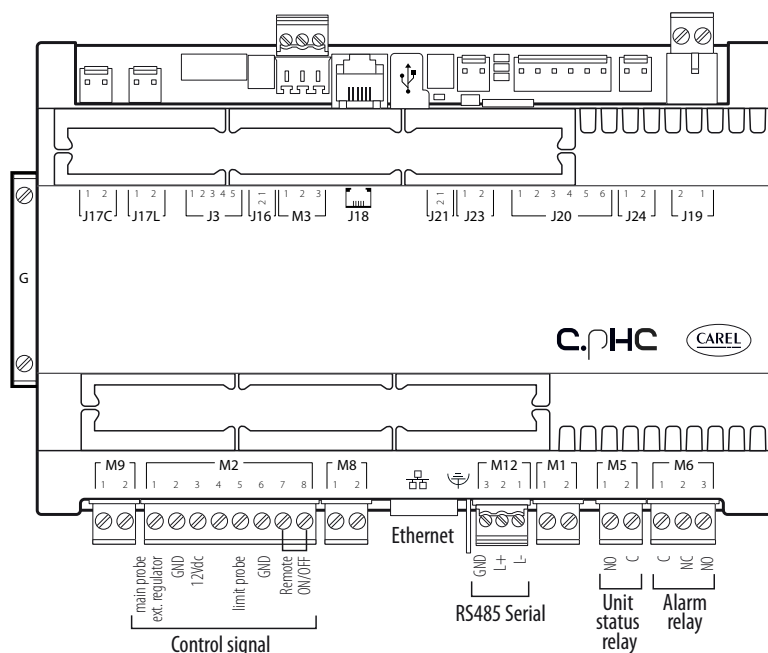 1 2 1 2 1 2 3 4 5 2 1 1 2 3 2 1 1 2 1 2 3 4 5 6 1 2 2 1
J17C J17L J3 J16 M3 J18 J21 J23 J20 J24 J19
G
c.pHC CAREL
M9 M2 M8 M12 M1 M5 M6
1 2 1 2 3 4 5 6 7 8 1 2 3 2 1 1 2 1 2 1 2 3
Ethernet
main probe
ext. regulator
GND
12Vdc
limit probe
GND
Remote
ON/OFF
GND
L+
L-
NO
C
C
NC
NO
Control signal
RS485 Serial
Unit
status
relay
Alarm
relay